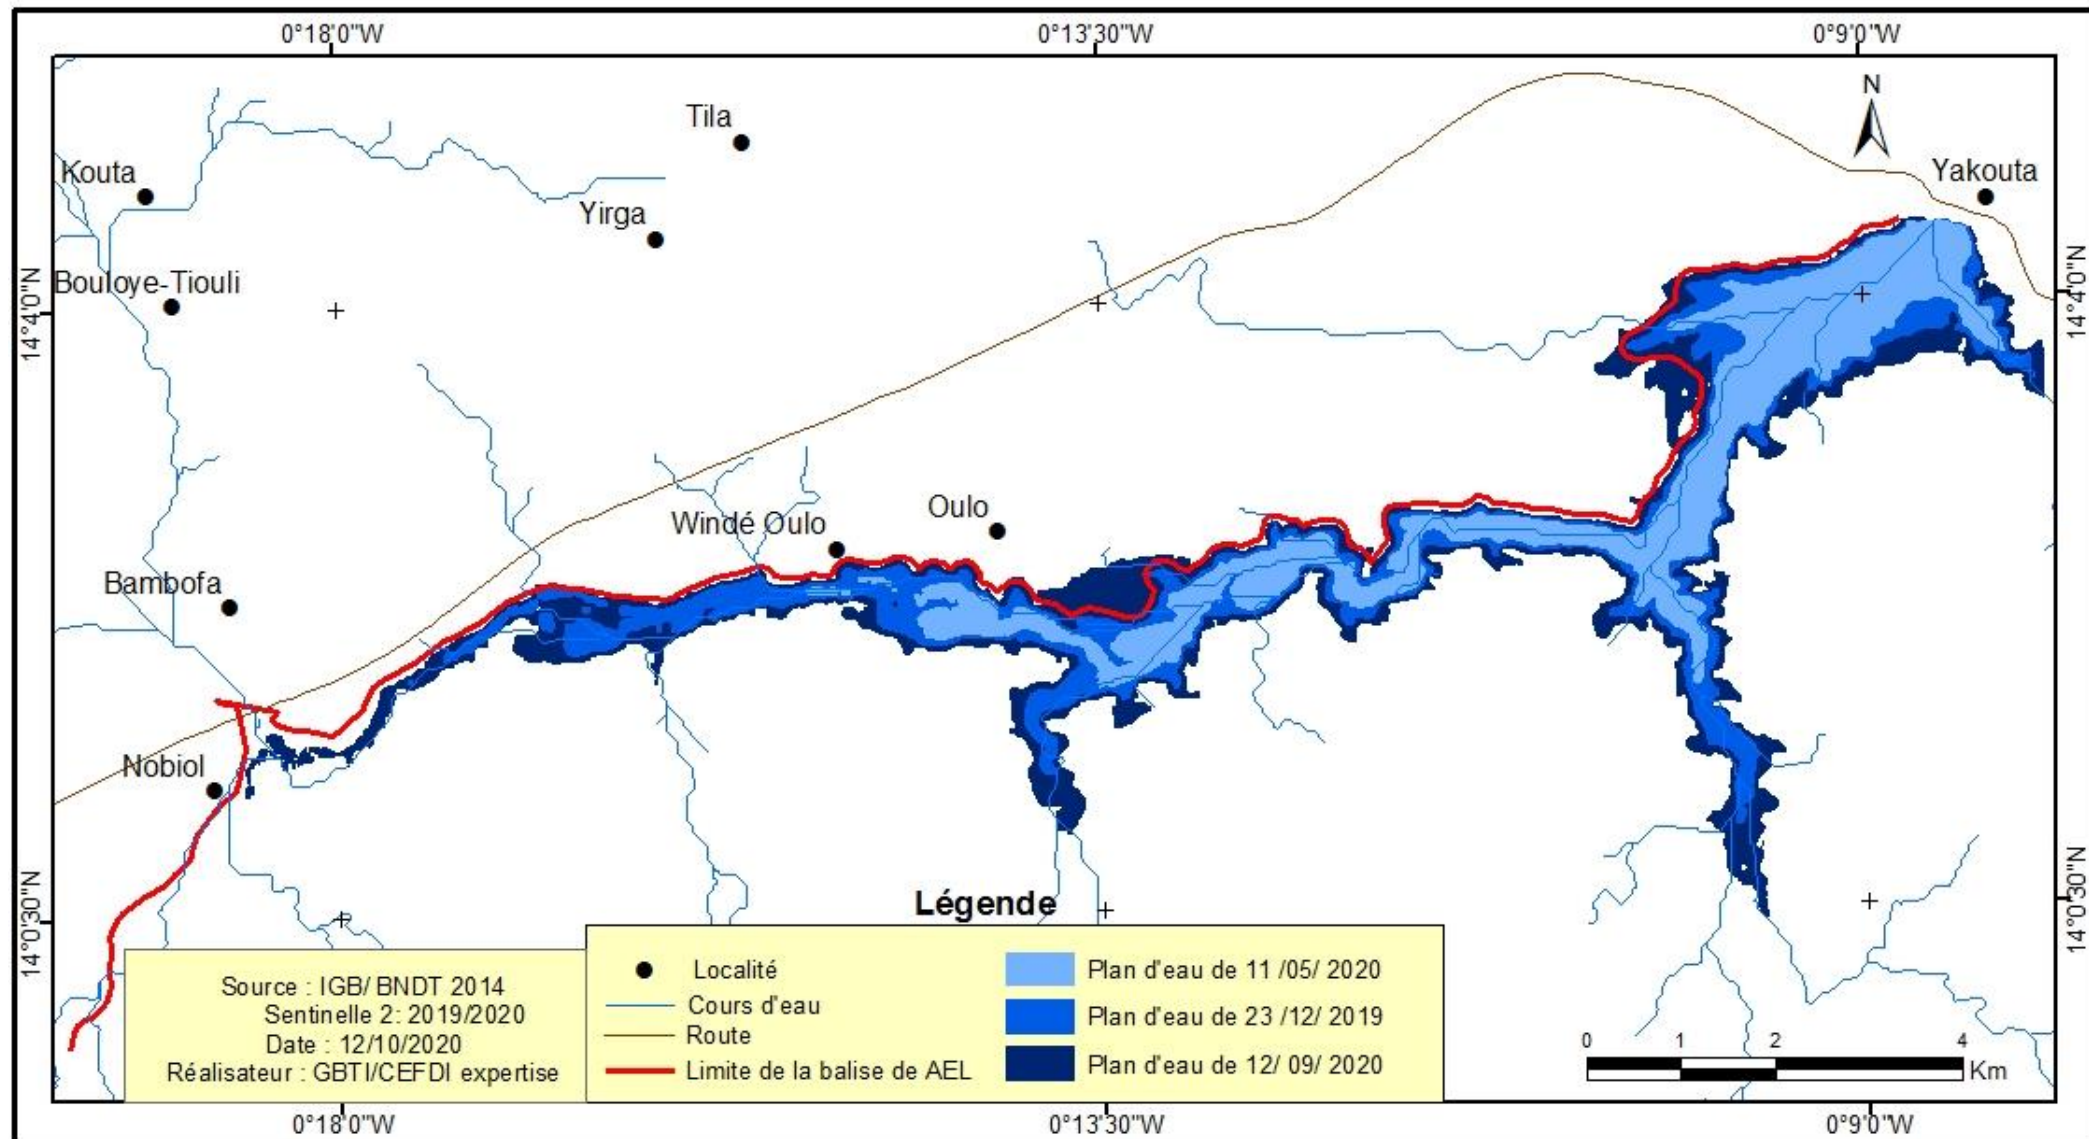 0°18'0"W
0°13'30"W
0°9'0"W
N
Tila
Kouta
Yakouta
Yirga
Bouloye-Tiouli
14°4'0"N
14°4'0"N
Windé Oulo
Oulo
Bambofa
Nobiol
14°0'30"N
14°0'30"N
Légende
Source : IGB/ BNDT 2014
Sentinelle 2: 2019/2020
Date : 12/10/2020
Réalisateur : GBTI/CEFDI expertise
Localité
Cours d'eau
Route
Limite de la balise de AEL
Plan d'eau de 11 /05/ 2020
Plan d'eau de 23 /12/ 2019
Plan d'eau de 12/ 09/ 2020
0 1 2 4
Km
0°18'0"W
0°13'30"W
0°9'0"W